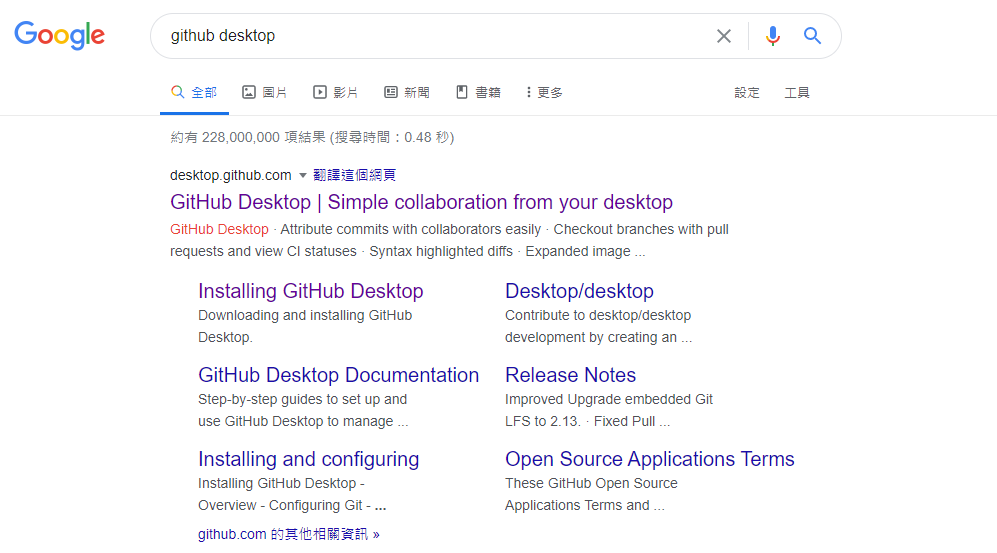 Google
github desktop
全部 圖片 影片 新聞 書籍 更多 設定 工具
約有 228,000,000 項結果 (搜尋時間：0.48 秒)
desktop.github.com 翻譯這個網頁
GitHub Desktop | Simple collaboration from your desktop
GitHub Desktop · Attribute commits with collaborators easily · Checkout branches with pull
requests and view CI statuses · Syntax highlighted diffs · Expanded image ...
Installing GitHub Desktop
Downloading and installing GitHub
Desktop.
Desktop/desktop
Contribute to desktop/desktop
development by creating an ...
GitHub Desktop Documentation
Step-by-step guides to set up and
use GitHub Desktop to manage ...
Release Notes
Improved Upgrade embedded Git
LFS to 2.13. · Fixed Pull ...
Installing and configuring
Installing GitHub Desktop -
Overview - Configuring Git - ...
Open Source Applications Terms
These GitHub Open Source
Applications Terms and ...
github.com 的其他相關資訊 »